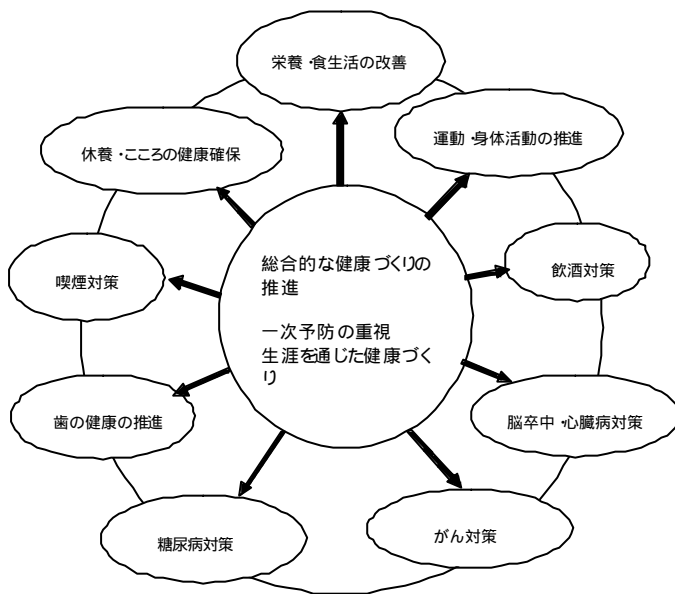 栄養・食生活の改善
運動・身体活動の推進
休養・こころの健康確保
総合的な健康づくりの
推進
一次予防の重視
生涯を通じた健康づく
り
飲酒対策
喫煙対策
脳卒中・心臓病対策
歯の健康の推進
がん対策
糖尿病対策